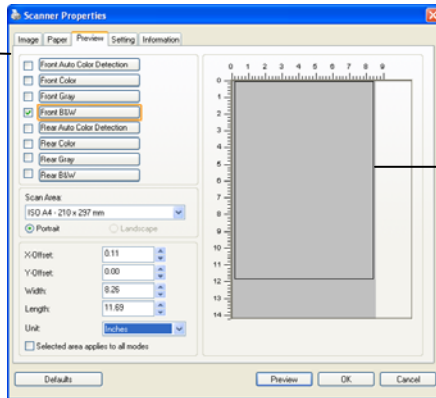 Scanner Properties
Image Paper Preview Setting Information
Front Auto Color Detection
Front Color
Front Gray
Front B&W
Rear Auto Color Detection
Rear Color
Rear Gray
Rear B&W
Scan Area:
ISO A4 - 210 x 297 mm
Portrait Landscape
X-Offset: 0.11
Y-Offset: 0.00
Width: 8.26
Length: 11.69
Unit: Inches
Selected area applies to all modes
0 1 2 3 4 5 6 7 8 9
0
1
2
3
4
5
6
7
8
9
10
11
12
13
14
Defaults Preview OK Cancel